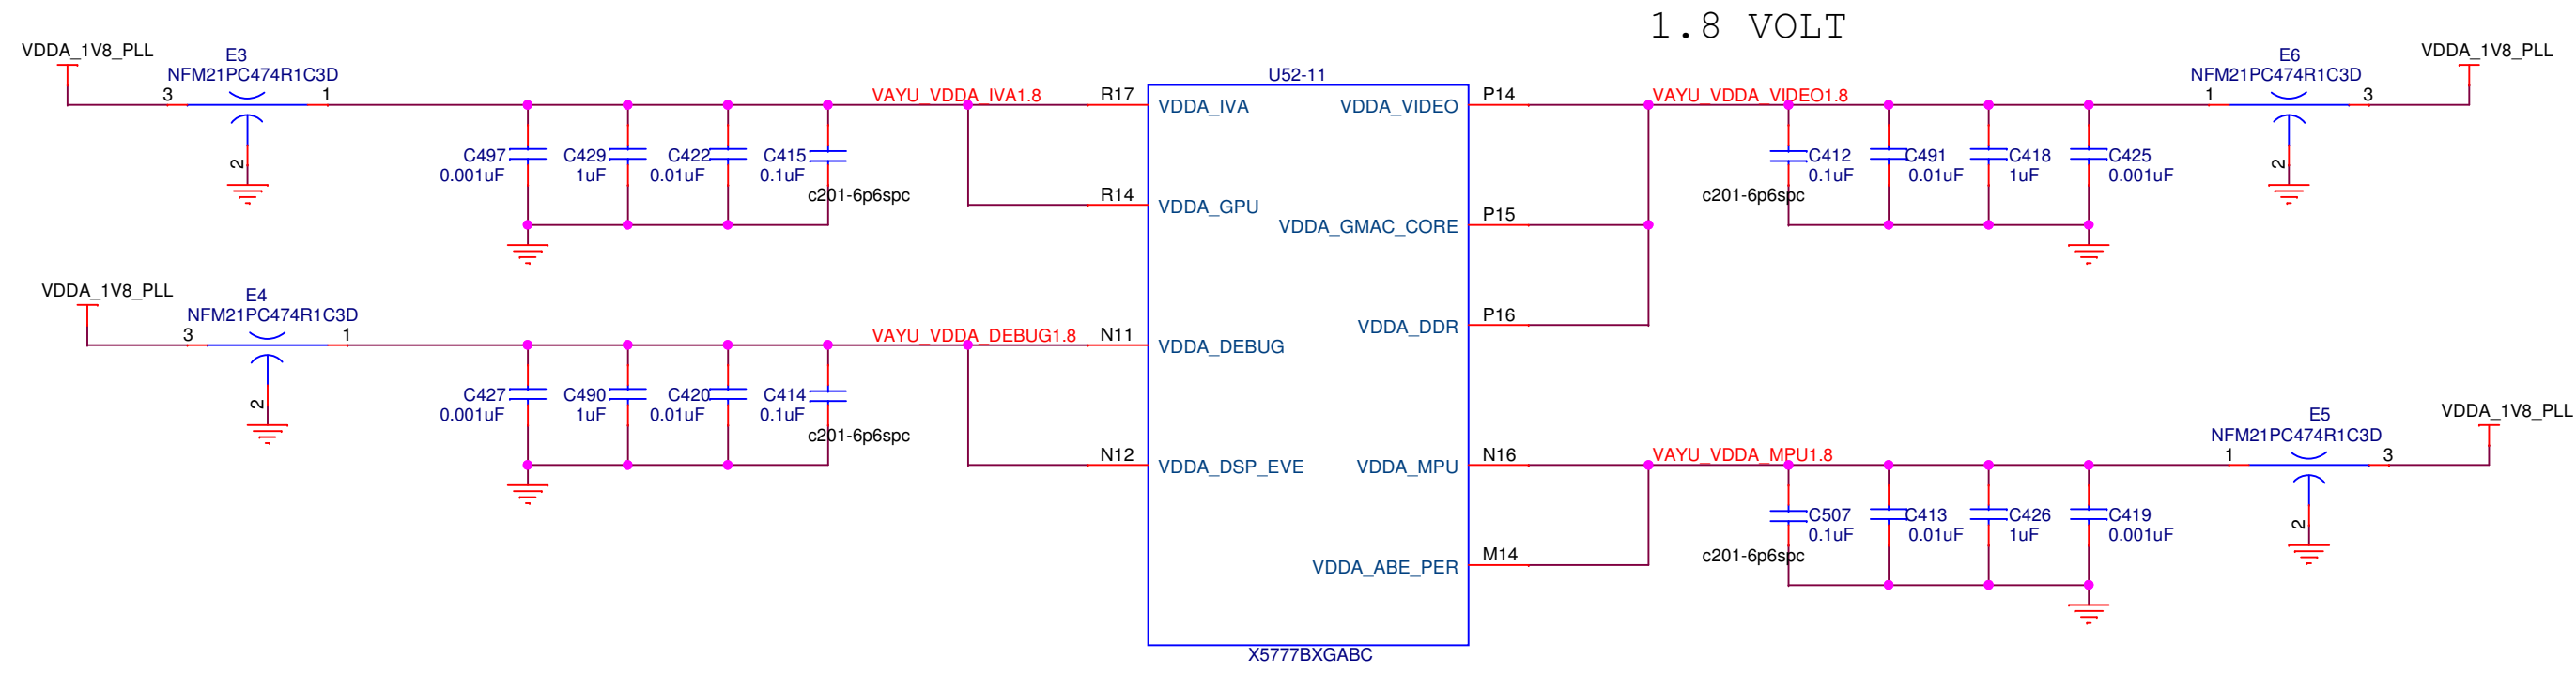 1.8 VOLT
VDDA_1V8_PLL
E3
NFM21PC474R1C3D
3
1
2
C497
0.001uF
C429
1uF
C422
0.01uF
C415
0.1uF
c201-6p6spc
VAYU_VDDA_IVA1.8
R17
R14
VDDA_1V8_PLL
E4
NFM21PC474R1C3D
3
1
2
C427
0.001uF
C490
1uF
C420
0.01uF
C414
0.1uF
c201-6p6spc
VAYU_VDDA_DEBUG1.8
N11
N12
U52-11
VDDA_IVA
VDDA_GPU
VDDA_DEBUG
VDDA_DSP_EVE
VDDA_VIDEO
VDDA_GMAC_CORE
VDDA_DDR
VDDA_MPU
VDDA_ABE_PER
X5777BXGABC
P14
P15
P16
N16
M14
VAYU_VDDA_VIDEO1.8
C412
0.1uF
c201-6p6spc
C491
0.01uF
C418
1uF
C425
0.001uF
E6
NFM21PC474R1C3D
1
3
2
VDDA_1V8_PLL
VAYU_VDDA_MPU1.8
C507
0.1uF
c201-6p6spc
C413
0.01uF
C426
1uF
C419
0.001uF
E5
NFM21PC474R1C3D
1
3
2
VDDA_1V8_PLL